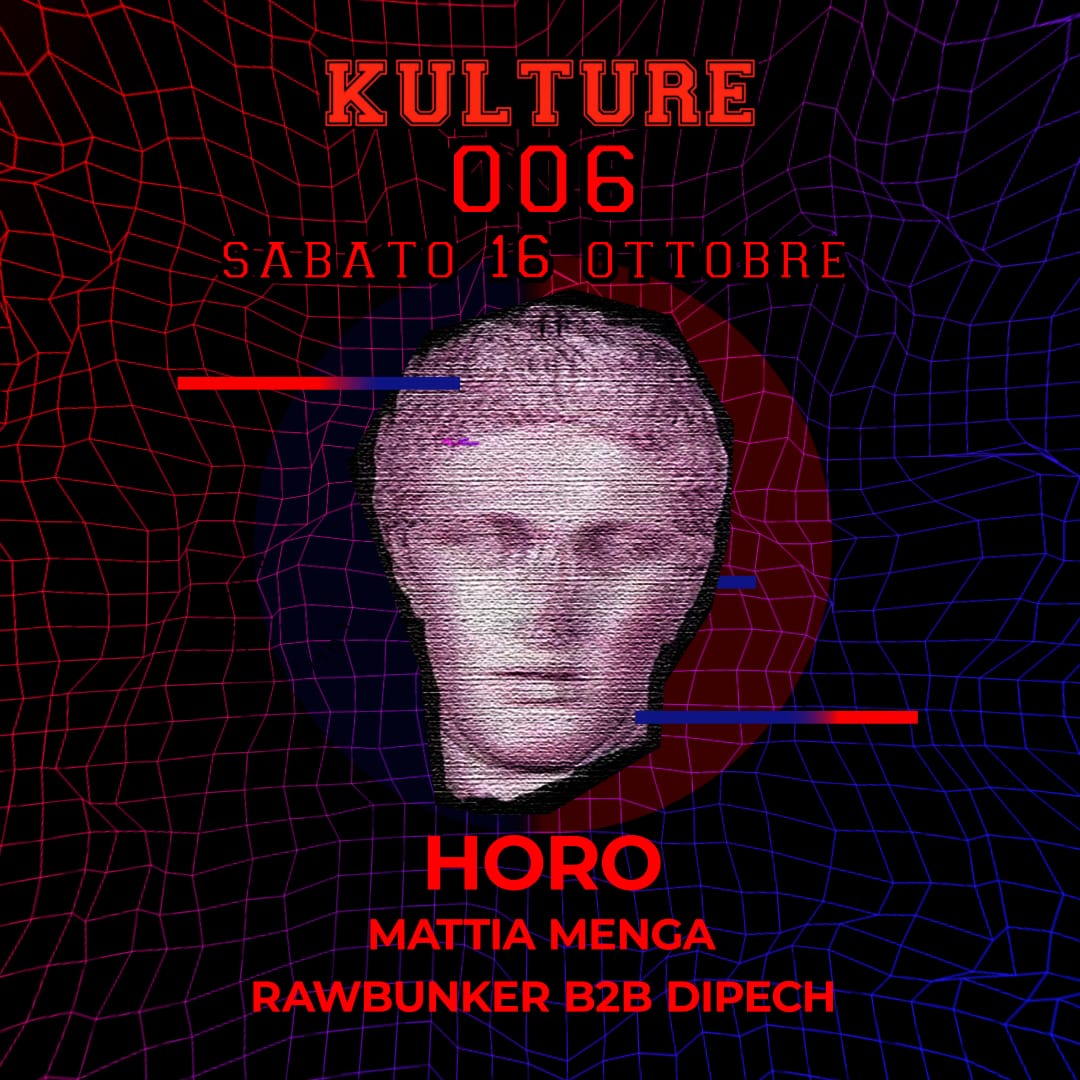 KULTURE
006
SABATO 16 OTTOBRE
HORO
MATTIA MENGA
RAWBUNKER B2B DIPECH